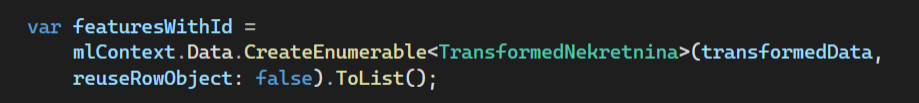 var featuresWithId =
mlContext.Data.CreateEnumerable<TransformedNekretnina>(transformedData,
reuseRowObject: false).ToList();